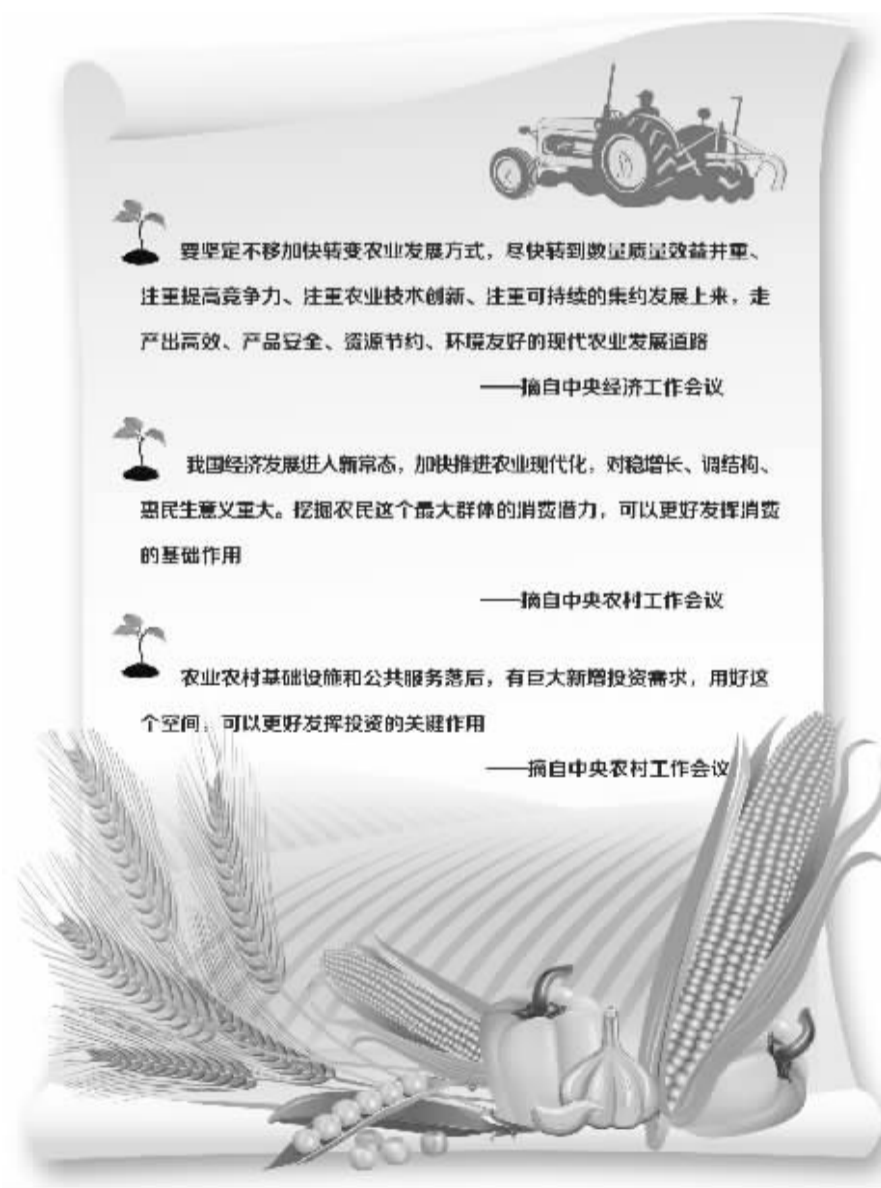 要坚定不移加快转变农业发展方式，尽快转到数量质量效益并重、
注重提高竞争力、注重农业技术创新、注重可持续的集约发展上来，走
产出高效、产品安全、资源节约、环境友好的现代农业发展道路
——摘自中央经济工作会议
我国经济发展进入新常态，加快推进农业现代化，对稳增长、调结构、
惠民生意义重大。挖掘农民这个最大群体的消费潜力，可以更好发挥消费
的基础作用
——摘自中央农村工作会议
农业农村基础设施和公共服务落后，有巨大新增投资需求，用好这
个空间，可以更好发挥投资的关键作用
——摘自中央农村工作会议